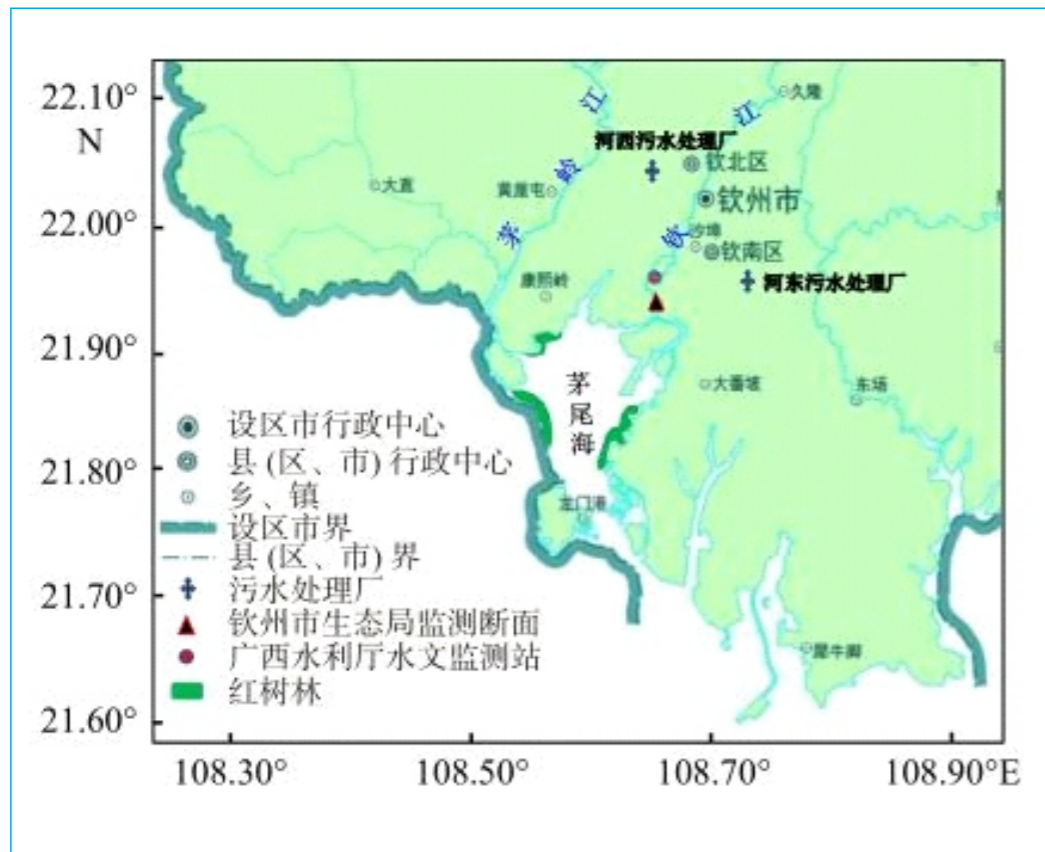 22.10°
N
22.00°
21.90°
21.80°
21.70°
21.60°
108.30°
108.50°
108.70°
108.90°E
久隆
江
江
河西污水处理厂
钦北区
岭
大直
黄屋屯
钦州市
茅
钦
沙埠
钦南区
康熙岭
河东污水处理厂
茅
尾
海
大番坡
东场
龙门港
犀牛脚
设区市行政中心
县 (区、市) 行政中心
乡、镇
设区市界
县 (区、市) 界
污水处理厂
钦州市生态局监测断面
广西水利厅水文监测站
红树林